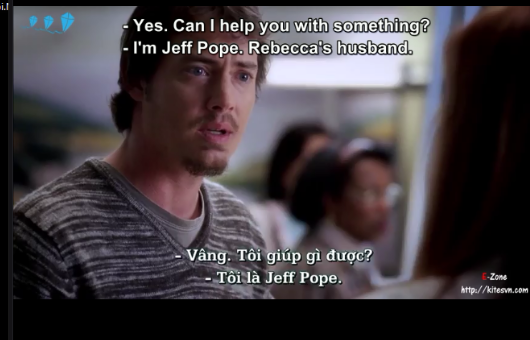 - Yes. Can I help you with something?
- I'm Jeff Pope. Rebecca's husband.
- Vâng. Tôi giúp gì được?
- Tôi là Jeff Pope.
E-Zone
http://kitesvn.com